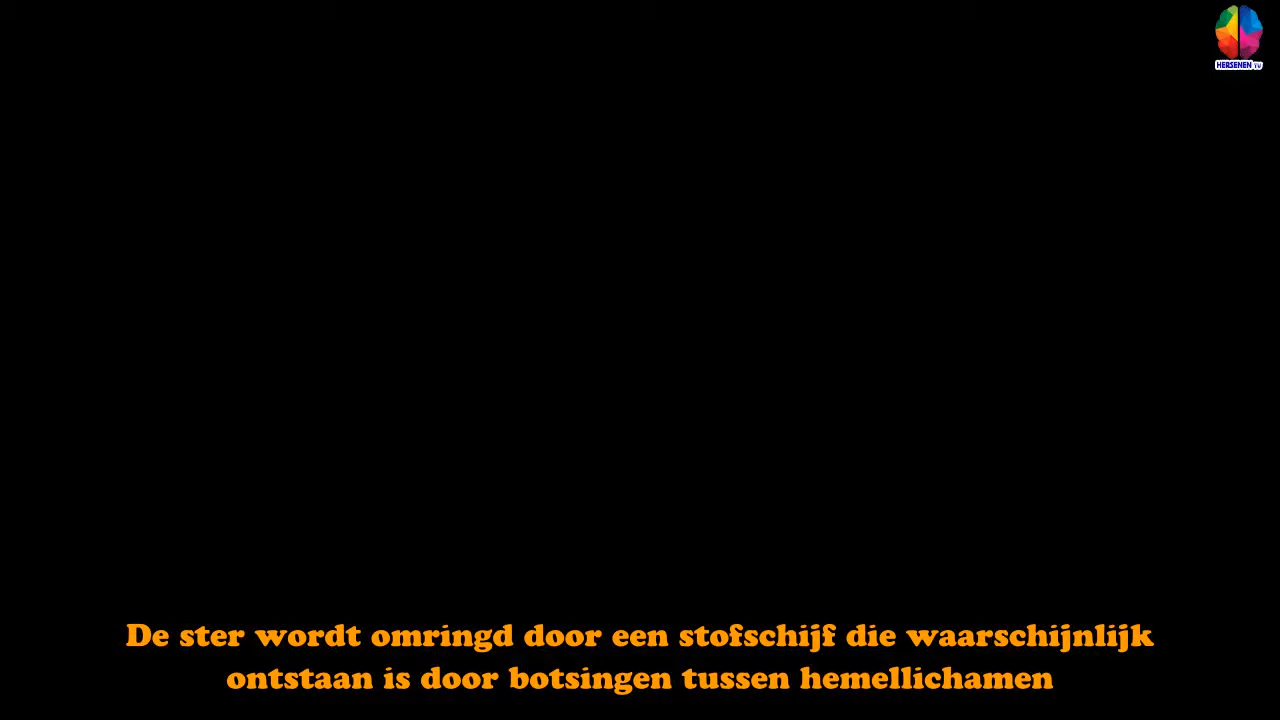 HERSENEN TV
De ster wordt omringd door een stofschijf die waarschijnlijk
ontstaan is door botsingen tussen hemellichamen